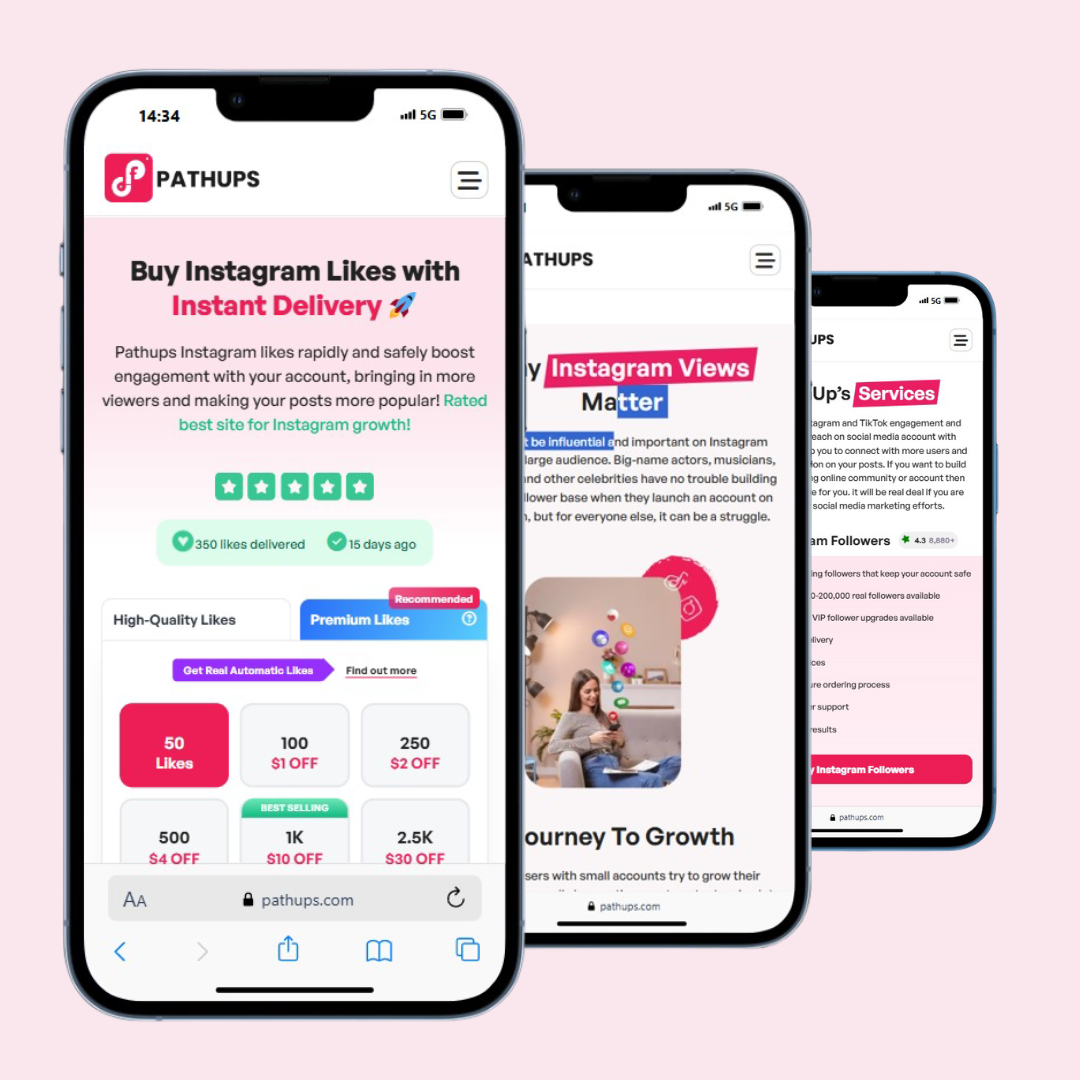 14:34
5G
PATHUPS
Buy Instagram Likes with
Instant Delivery 🚀
Pathups Instagram likes rapidly and safely boost
engagement with your account, bringing in more
viewers and making your posts more popular! Rated
best site for Instagram growth!
350 likes delivered
15 days ago
Recommended
High-Quality Likes
Premium Likes
Get Real Automatic Likes
Find out more
50
Likes
100
$1 OFF
250
$2 OFF
BEST SELLING
500
$4 OFF
1K
$10 OFF
2.5K
$30 OFF
AA
pathups.com
5G
ATHUPS
y Instagram Views
Matter
t be influential and important on Instagram
large audience. Big-name actors, musicians,
and other celebrities have no trouble building
llower base when they launch an account on
, but for everyone else, it can be a struggle.
ourney To Growth
sers with small accounts try to grow their
pathups.com
5G
UPS
Up's Services
tagram and TikTok engagement and
each on social media account with
p you to connect with more users and
on on your posts. If you want to build
ng online community or account then
e for you. it will be real deal if you are
social media marketing efforts.
am Followers
4.3 8,880+
ing followers that keep your account safe
0-200,000 real followers available
VIP follower upgrades available
livery
ices
ure ordering process
r support
results
y Instagram Followers
pathups.com